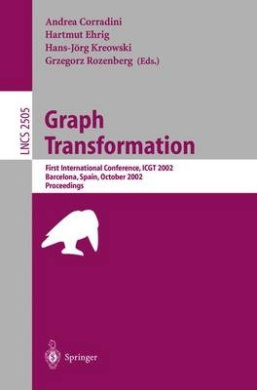 Andrea Corradini
Hartmut Ehrig
Hans-Jörg Kreowski
Grzegorz Rozenberg (Eds.)
LNCS 2505
Graph
Transformation
First International Conference, ICGT 2002
Barcelona, Spain, October 2002
Proceedings
Springer